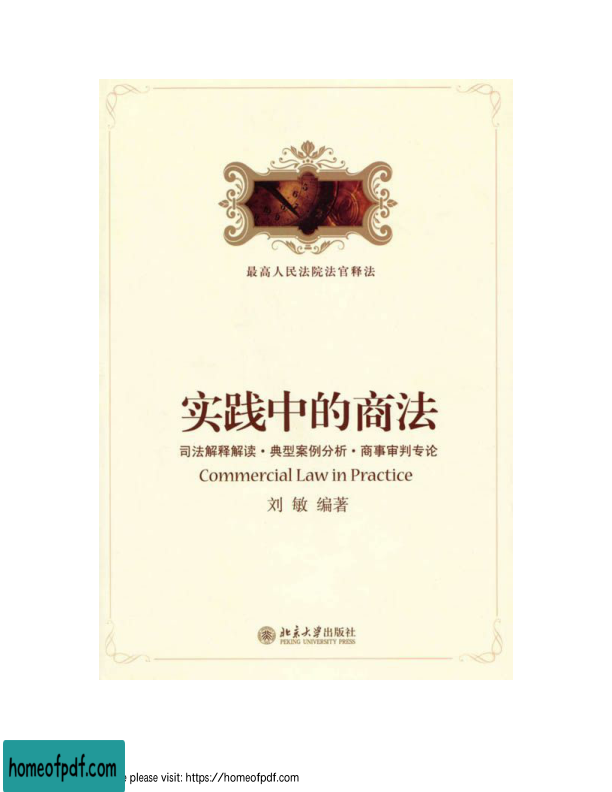 最高人民法院法官释法
实践中的商法
司法解释解读·典型案例分析·商事审判专论
Commercial Law in Practice
刘 敏 编著
北京大学出版社
PEKING UNIVERSITY PRESS
homeofpdf.com
please visit: https://homeofpdf.com